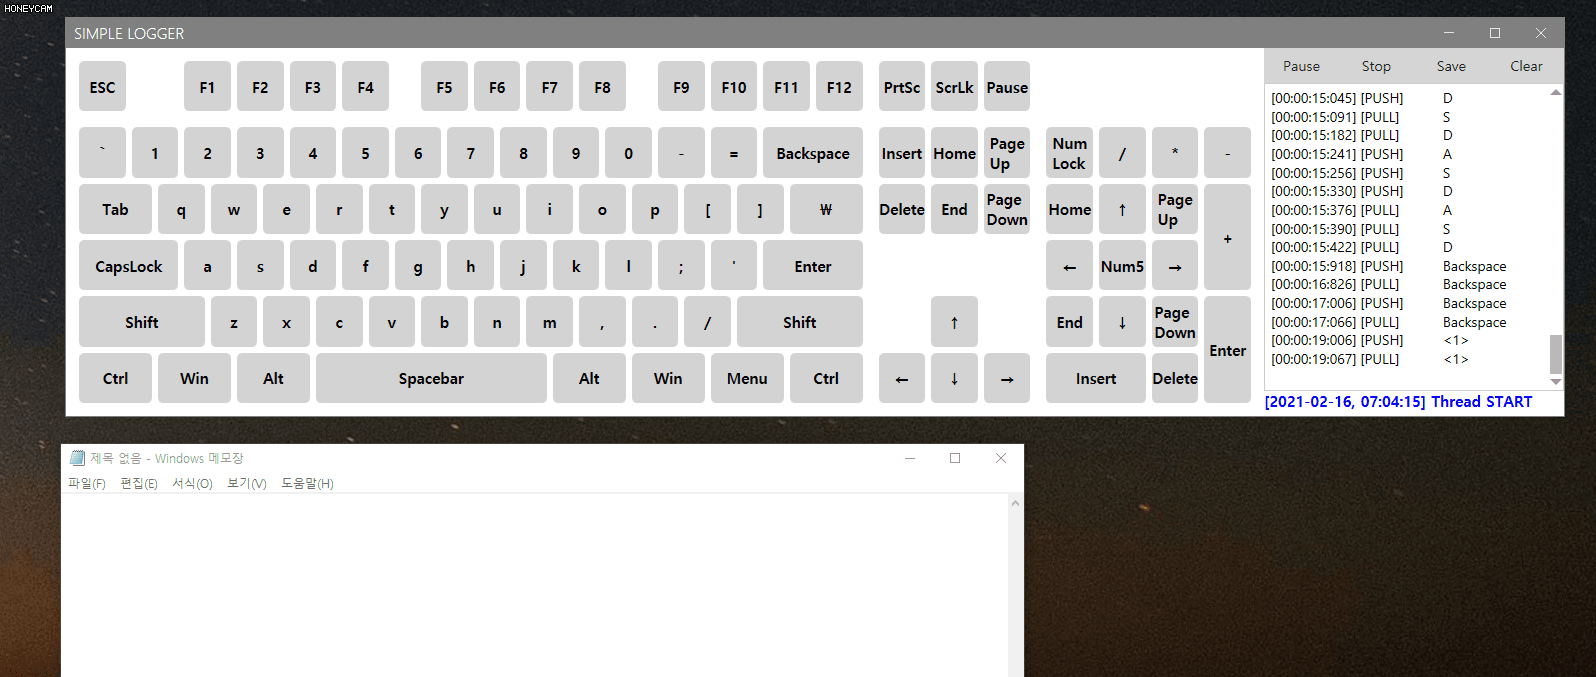 HONEYCAM
SIMPLE LOGGER
Pause Stop Save Clear
ESC F1 F2 F3 F4 F5 F6 F7 F8 F9 F10 F11 F12 PrtSc ScrLk Pause
` 1 2 3 4 5 6 7 8 9 0 - = Backspace Insert Home Page Up Num Lock / * -
Tab q w e r t y u i o p [ ] ₩ Delete End Page Down Home ↑ Page Up +
CapsLock a s d f g h j k l ; ' Enter ← Num5 →
Shift z x c v b n m , . / Shift ↑ End ↓ Page Down Enter
Ctrl Win Alt Spacebar Alt Win Menu Ctrl ← ↓ → Insert Delete
[00:00:15:045] [PUSH] D
[00:00:15:091] [PULL] S
[00:00:15:182] [PULL] D
[00:00:15:241] [PUSH] A
[00:00:15:256] [PUSH] S
[00:00:15:330] [PUSH] D
[00:00:15:376] [PULL] A
[00:00:15:390] [PULL] S
[00:00:15:422] [PULL] D
[00:00:15:918] [PUSH] Backspace
[00:00:16:826] [PULL] Backspace
[00:00:17:006] [PUSH] Backspace
[00:00:17:066] [PULL] Backspace
[00:00:19:006] [PUSH] <1>
[00:00:19:067] [PULL] <1>
[2021-02-16, 07:04:15] Thread START
제목 없음 - Windows 메모장
파일(F) 편집(E) 서식(O) 보기(V) 도움말(H)